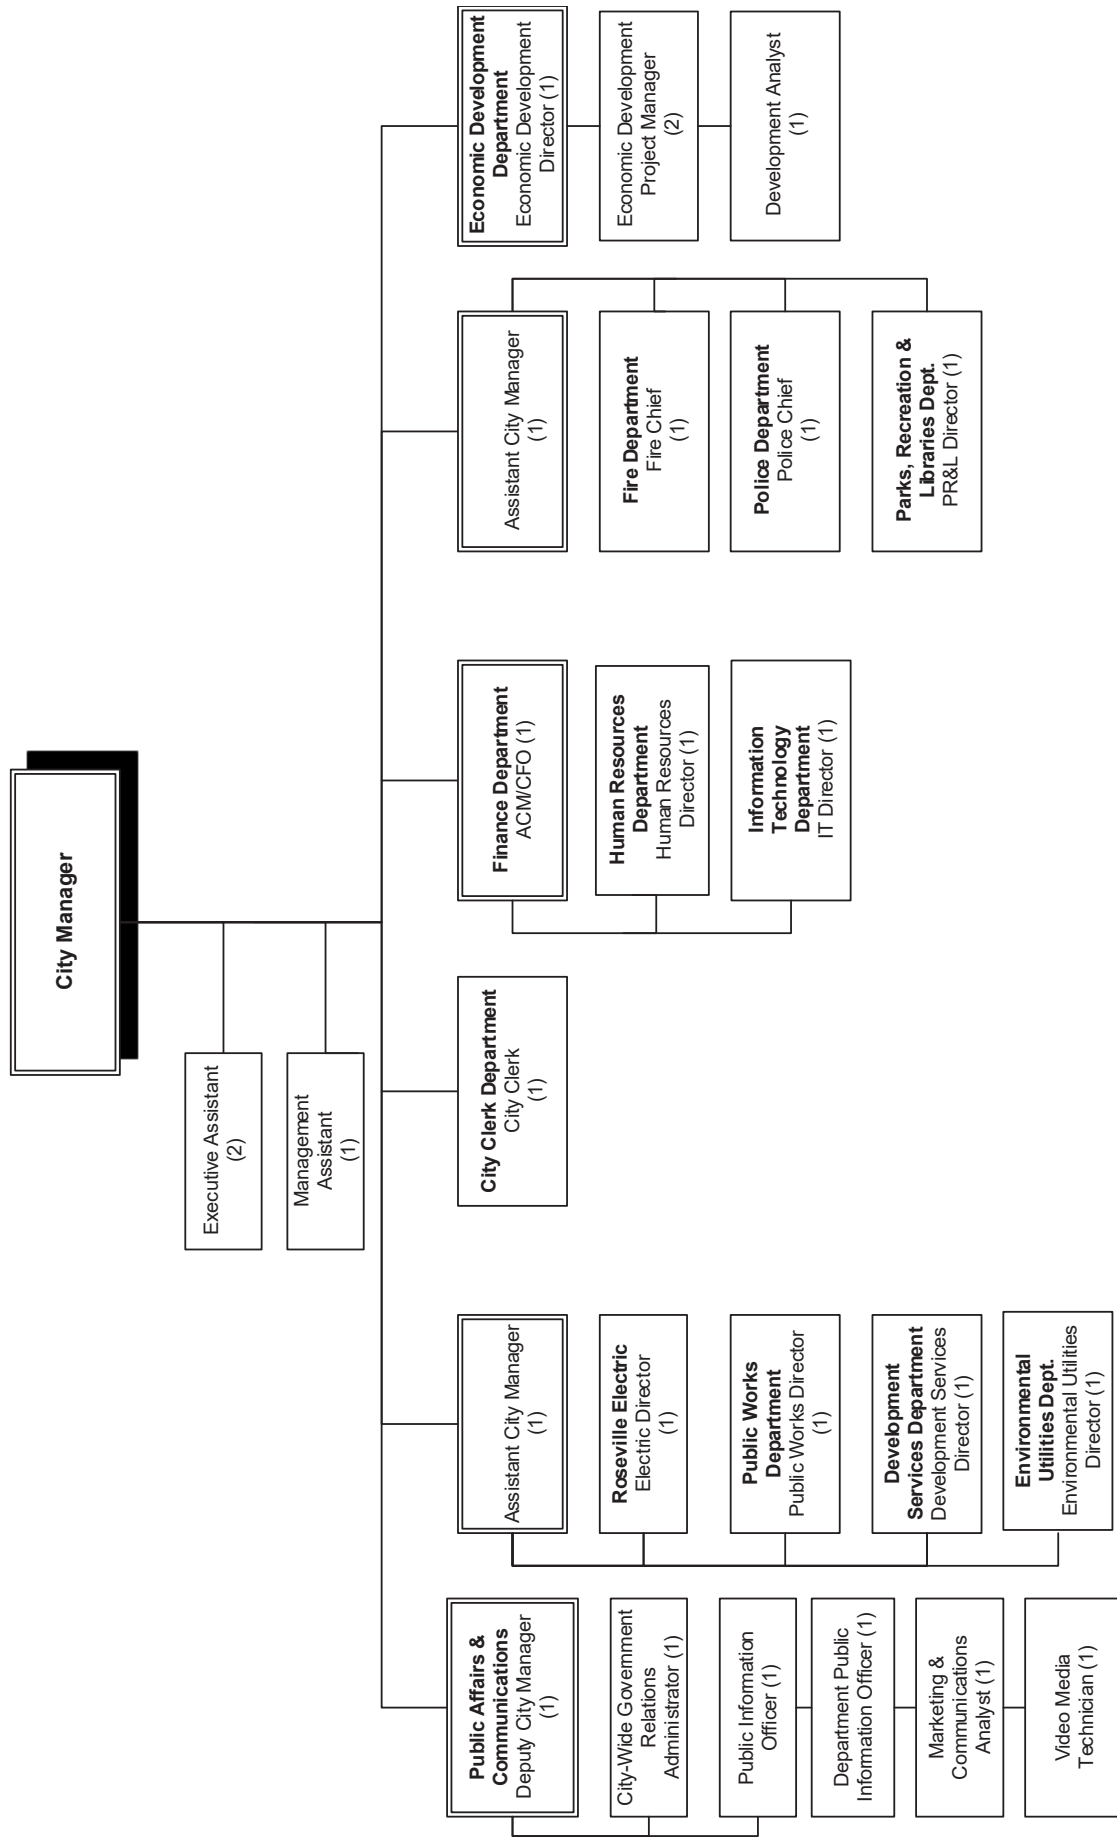 City Manager
Executive Assistant
(2)
Management
Assistant
(1)
Public Affairs &
Communications
Deputy City Manager
(1)
City-Wide Government
Relations
Administrator (1)
Public Information
Officer (1)
Department Public
Information Officer (1)
Marketing &
Communications
Analyst (1)
Video Media
Technician (1)
Assistant City Manager
(1)
Roseville Electric
Electric Director
(1)
Public Works
Department
Public Works Director
(1)
Development
Services Department
Development Services
Director (1)
Environmental
Utilities Dept.
Environmental Utilities
Director (1)
City Clerk Department
City Clerk
(1)
Finance Department
ACM/CFO (1)
Human Resources
Department
Human Resources
Director (1)
Information
Technology
Department
IT Director (1)
Assistant City Manager
(1)
Fire Department
Fire Chief
(1)
Police Department
Police Chief
(1)
Parks, Recreation &
Libraries Dept.
PR&L Director (1)
Economic Development
Department
Economic Development
Director (1)
Economic Development
Project Manager
(2)
Development Analyst
(1)